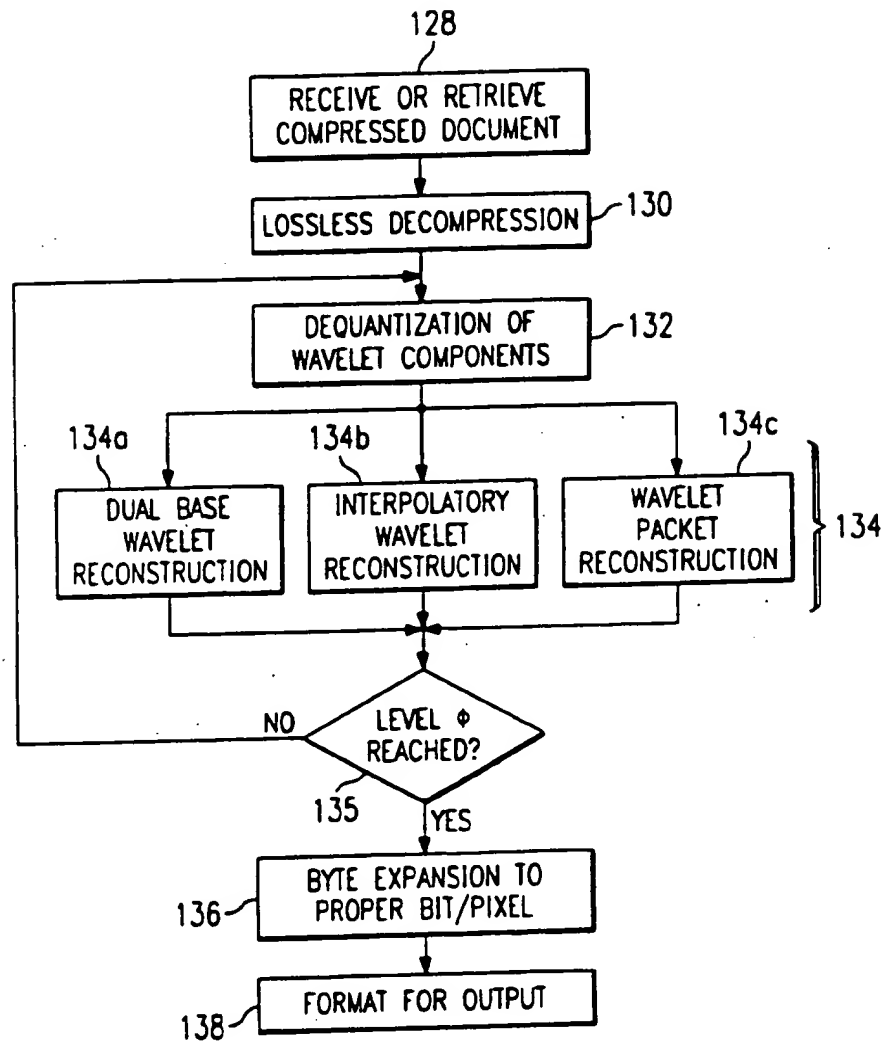 128
RECEIVE OR RETRIEVE
COMPRESSED DOCUMENT
LOSSLESS DECOMPRESSION
130
DEQUANTIZATION OF
WAVELET COMPONENTS
132
134a
134b
134c
DUAL BASE
WAVELET
RECONSTRUCTION
INTERPOLATORY
WAVELET
RECONSTRUCTION
WAVELET
PACKET
RECONSTRUCTION
134
NO
LEVEL Φ
REACHED?
135
YES
BYTE EXPANSION TO
PROPER BIT/PIXEL
136
FORMAT FOR OUTPUT
138